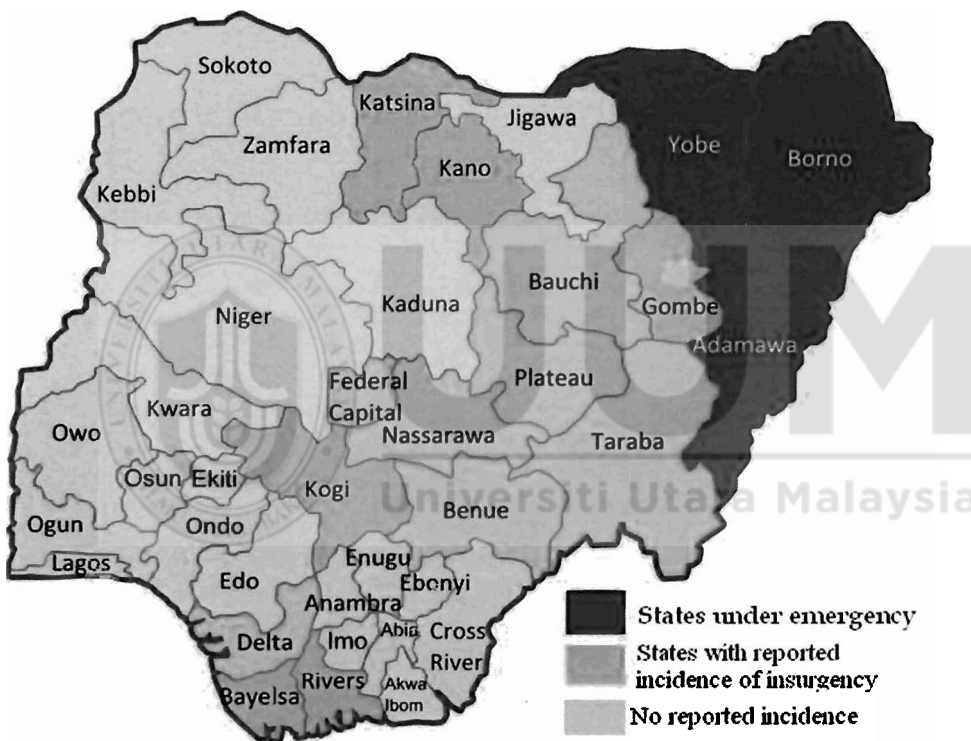 Sokoto
Katsina
Jigawa
Zamfara
Kano
Yobe
Borno
Kebbi
Bauchi
Kaduna
Gombe
Niger
Adamawa
Federal
Capital
Plateau
Kwara
Owo
Nassarawa
Taraba
Osun
Ekiti
Kogi
Universiti Utara Malaysia
UUM
Benue
Ogun
Ondo
Lagos
Enugu
Edo
Ebonyi
Anambra
Delta
Imo
Abia
Cross
River
Bayelsa
Rivers
Akwa
Ibom
States under emergency
States with reported
incidence of insurgency
No reported incidence